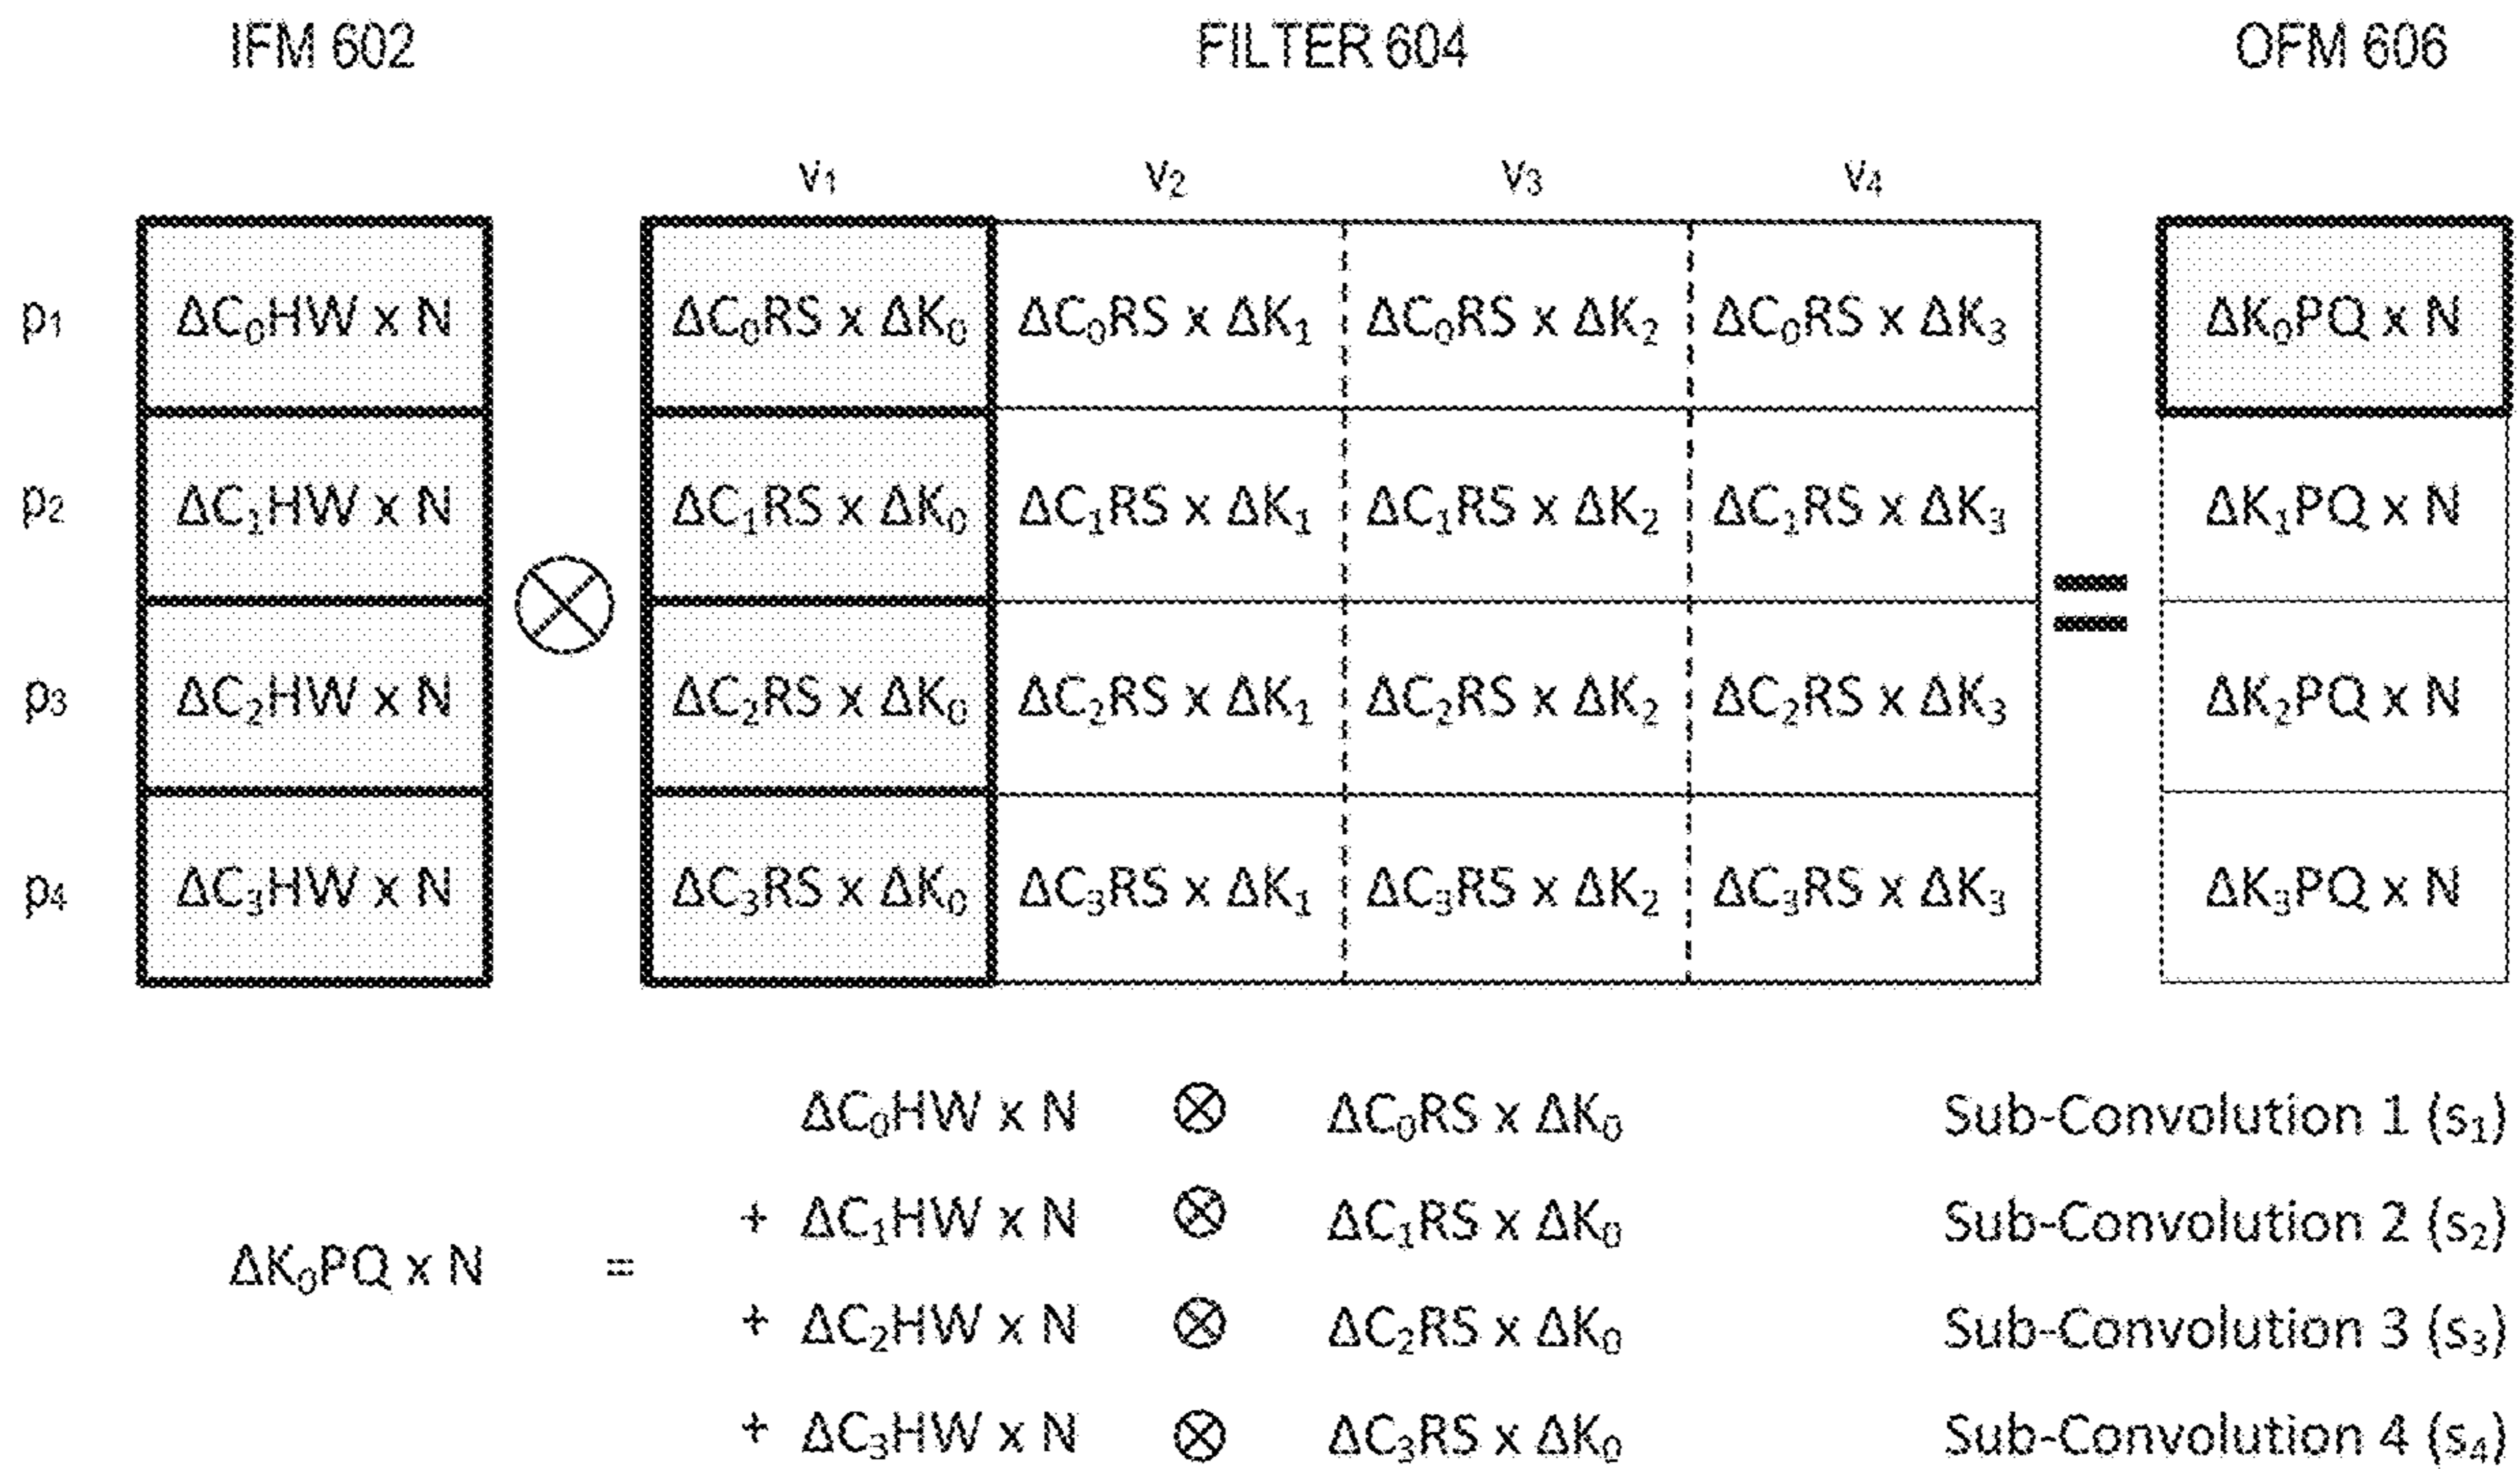 IFM 602 FILTER 604 OFM 606
v₁ v₂ v₃ v₄
p₁ ΔC₀HW x N ΔC₀RS x ΔK₀ ΔC₀RS x ΔK₁ ΔC₀RS x ΔK₂ ΔC₀RS x ΔK₃ ΔK₀PQ x N
p₂ ΔC₁HW x N ΔC₁RS x ΔK₀ ΔC₁RS x ΔK₁ ΔC₁RS x ΔK₂ ΔC₁RS x ΔK₃ ΔK₁PQ x N
⊗ =
p₃ ΔC₂HW x N ΔC₂RS x ΔK₀ ΔC₂RS x ΔK₁ ΔC₂RS x ΔK₂ ΔC₂RS x ΔK₃ ΔK₂PQ x N
p₄ ΔC₃HW x N ΔC₃RS x ΔK₀ ΔC₃RS x ΔK₁ ΔC₃RS x ΔK₂ ΔC₃RS x ΔK₃ ΔK₃PQ x N
ΔC₀HW x N ⊗ ΔC₀RS x ΔK₀ Sub-Convolution 1 (s₁)
+ ΔC₁HW x N ⊗ ΔC₁RS x ΔK₀ Sub-Convolution 2 (s₂)
ΔK₀PQ x N =
+ ΔC₂HW x N ⊗ ΔC₂RS x ΔK₀ Sub-Convolution 3 (s₃)
+ ΔC₃HW x N ⊗ ΔC₃RS x ΔK₀ Sub-Convolution 4 (s₄)